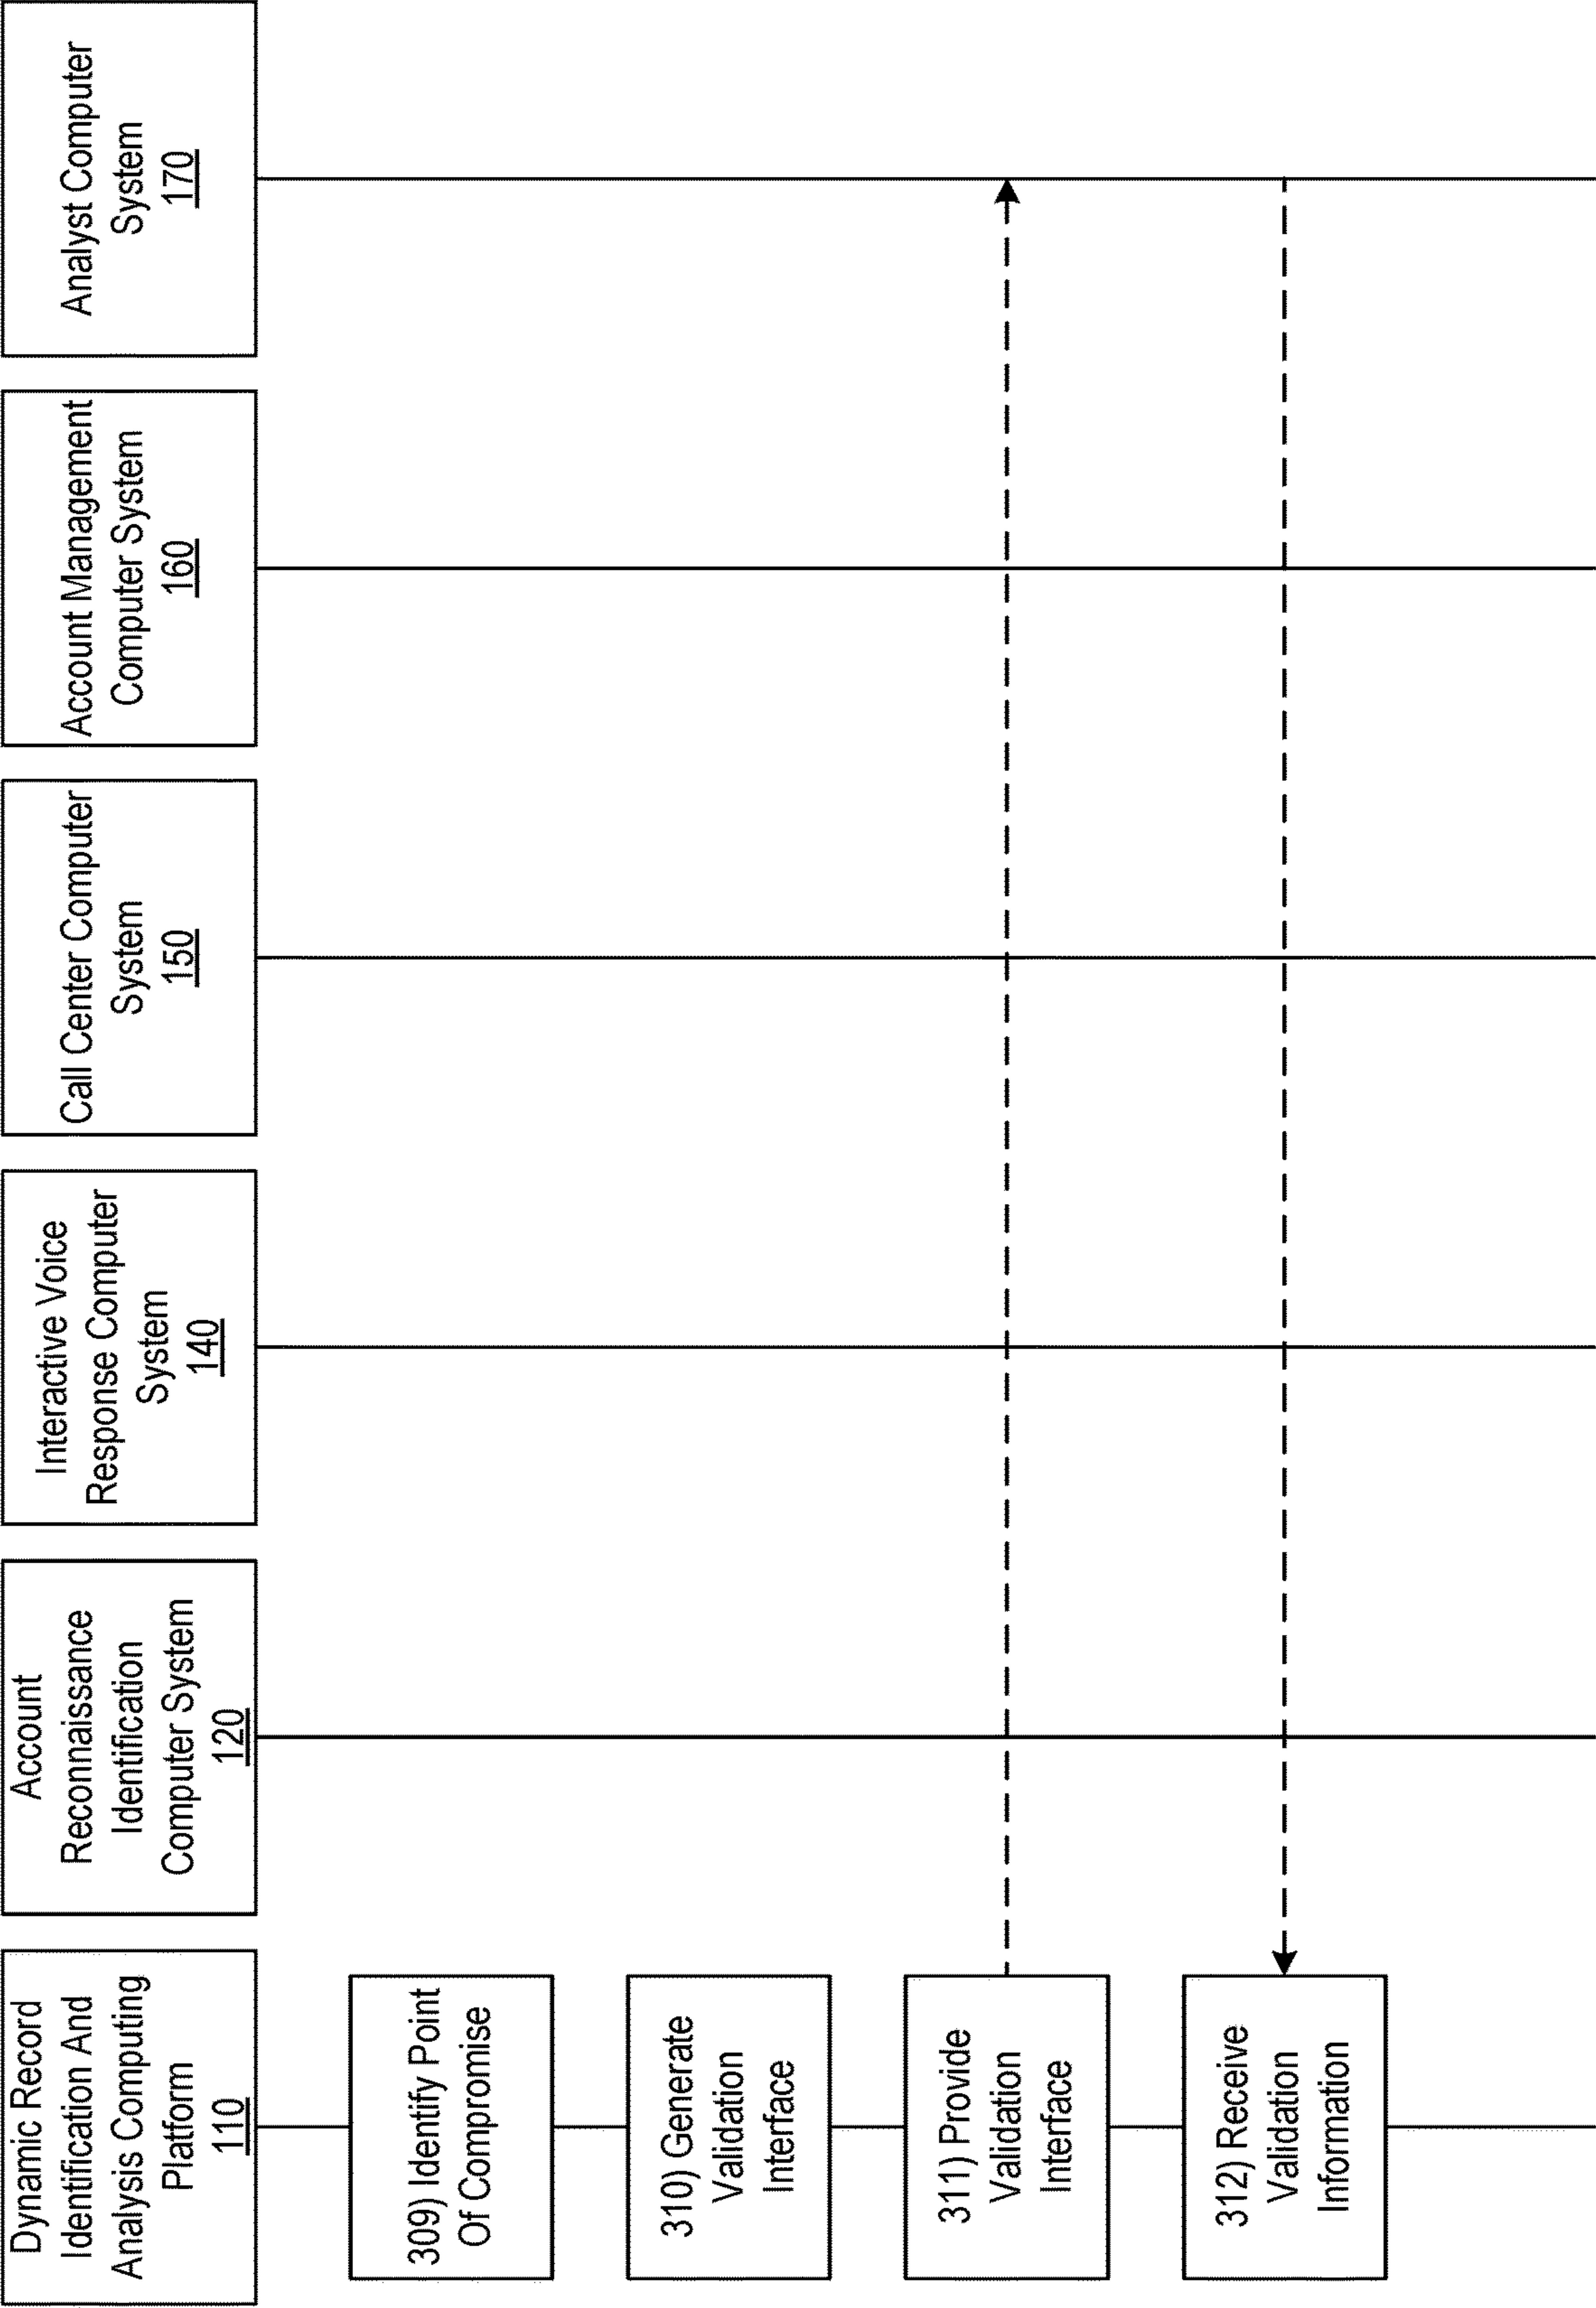 Dynamic Record
Identification And
Analysis Computing
Platform
110
Account
Reconnaissance
Identification
Computer System
120
Interactive Voice
Response Computer
System
140
Call Center Computer
System
150
Account Management
Computer System
160
Analyst Computer
System
170
309) Identify Point
Of Compromise
310) Generate
Validation
Interface
311) Provide
Validation
Interface
312) Receive
Validation
Information